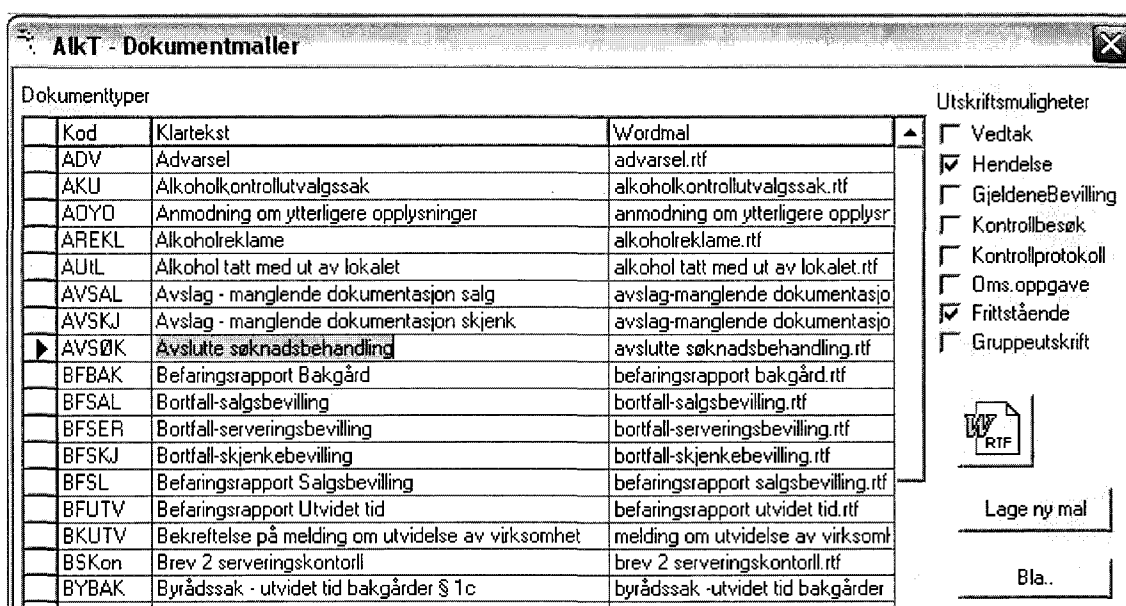 AlkT - Dokumentmaller
Dokumenttyper
Utskriftsmuligheter
Kod Klartekst Wordmal
ADV Advarsel advarsel.rtf
AKU Alkoholkontrollutvalgssak alkoholkontrollutvalgssak.rtf
AOYO Anmodning om ytterligere opplysninger anmodning om ytterligere opplysr
AREKL Alkoholreklame alkoholreklame.rtf
AUtL Alkohol tatt med ut av lokalet alkohol tatt med ut av lokalet.rtf
AVSAL Avslag - manglende dokumentasjon salg avslag-manglende dokumentasjo
AVSKJ Avslag - manglende dokumentasjon skjenk avslag-manglende dokumentasjo
AVSØK Avslutte søknadsbehandling avslutte søknadsbehandling.rtf
BFBAK Befaringsrapport Bakgård befaringsrapport bakgård.rtf
BFSAL Bortfall-salgsbevilling bortfall-salgsbevilling.rtf
BFSER Bortfall-serveringsbevilling bortfall-serveringsbevilling.rtf
BFSKJ Bortfall-skjenkebevilling bortfall-skjenkebevilling.rtf
BFSL Befaringsrapport Salgsbevilling befaringsrapport salgsbevilling.rtf
BFUTV Befaringsrapport Utvidet tid befaringsrapport utvidet tid.rtf
BKUTV Bekreftelse på melding om utvidelse av virksomhet melding om utvidelse av virksomh
BSKon Brev 2 serveringskontorll brev 2 serveringskontorll.rtf
BYBAK Byrådssak - utvidet tid bakgårder § 1c byrådssak -utvidet tid bakgårder
Vedtak
Hendelse
GjeldeneBevilling
Kontrollbesøk
Kontrollprotokoll
Oms.oppgave
Frittstående
Gruppeutskrift
W RTF
Lage ny mal
Bla..